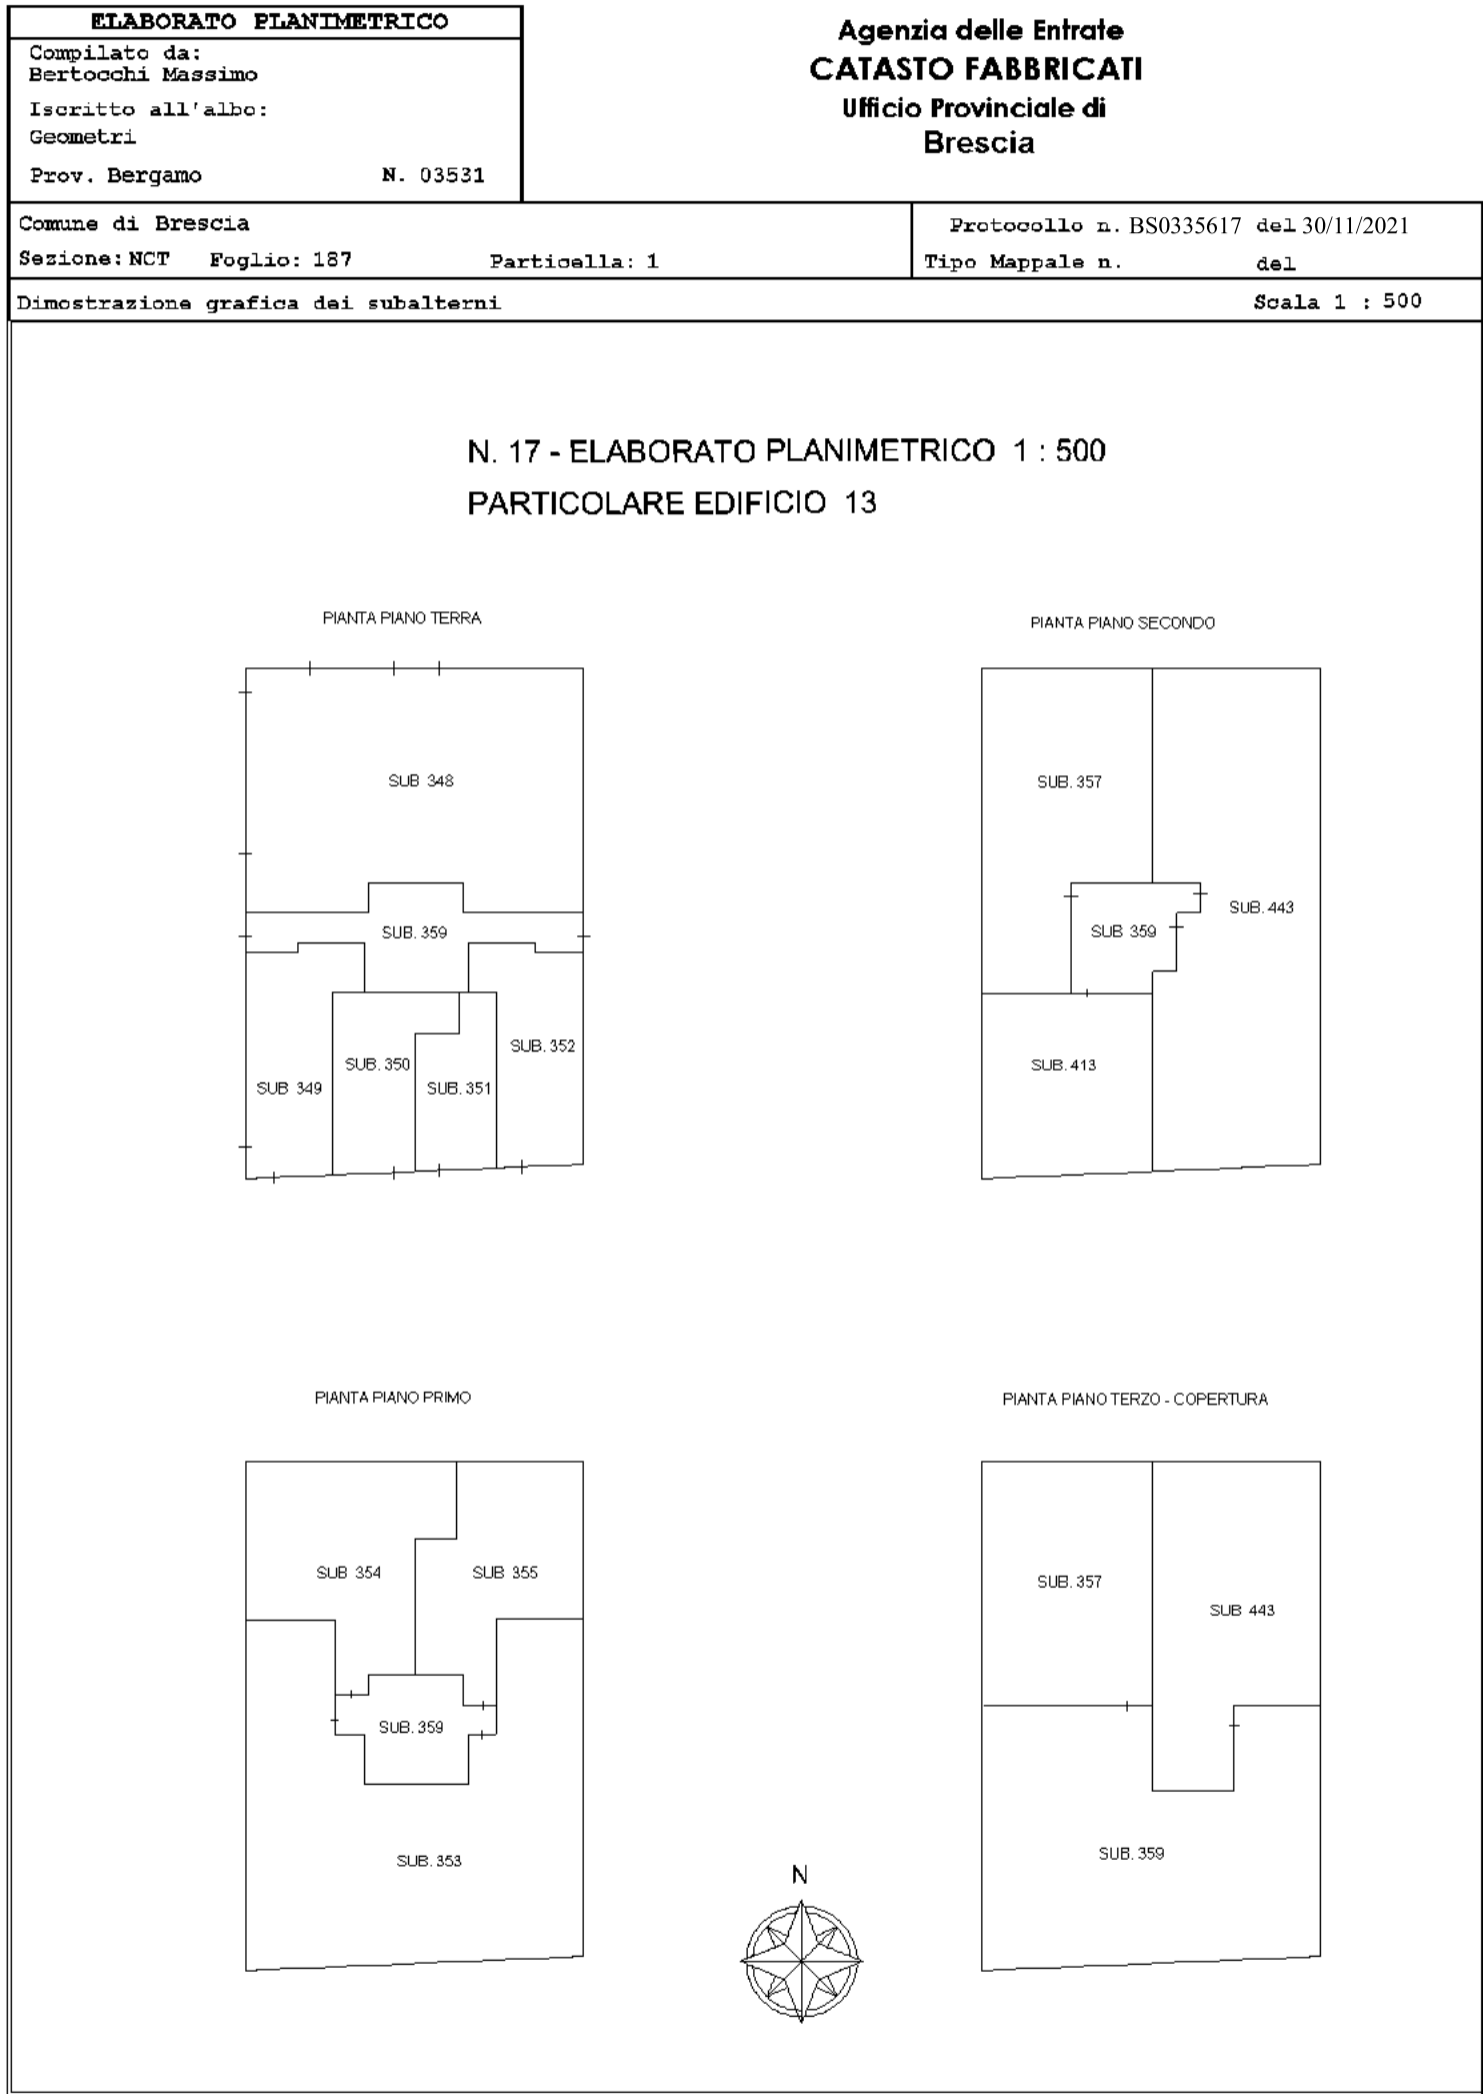 ELABORATO PLANIMETRICO
Compilato da:
Bertocchi Massimo
Iscritto all'albo:
Geometri
Prov. Bergamo N. 03531
Agenzia delle Entrate
CATASTO FABBRICATI
Ufficio Provinciale di
Brescia
Comune di Brescia
Sezione: NCT Foglio: 187 Particella: 1
Protocollo n. BS0335617 del 30/11/2021
Tipo Mappale n. del
Dimostrazione grafica dei subalterni Scala 1 : 500
N. 17 - ELABORATO PLANIMETRICO 1 : 500
PARTICOLARE EDIFICIO 13
PIANTA PIANO TERRA
SUB 348
SUB. 359
SUB. 352
SUB. 350
SUB 349
SUB. 351
PIANTA PIANO SECONDO
SUB. 357
SUB. 443
SUB 359
SUB. 413
PIANTA PIANO PRIMO
SUB 354
SUB 355
SUB. 359
SUB. 353
PIANTA PIANO TERZO - COPERTURA
SUB. 357
SUB 443
SUB. 359
N